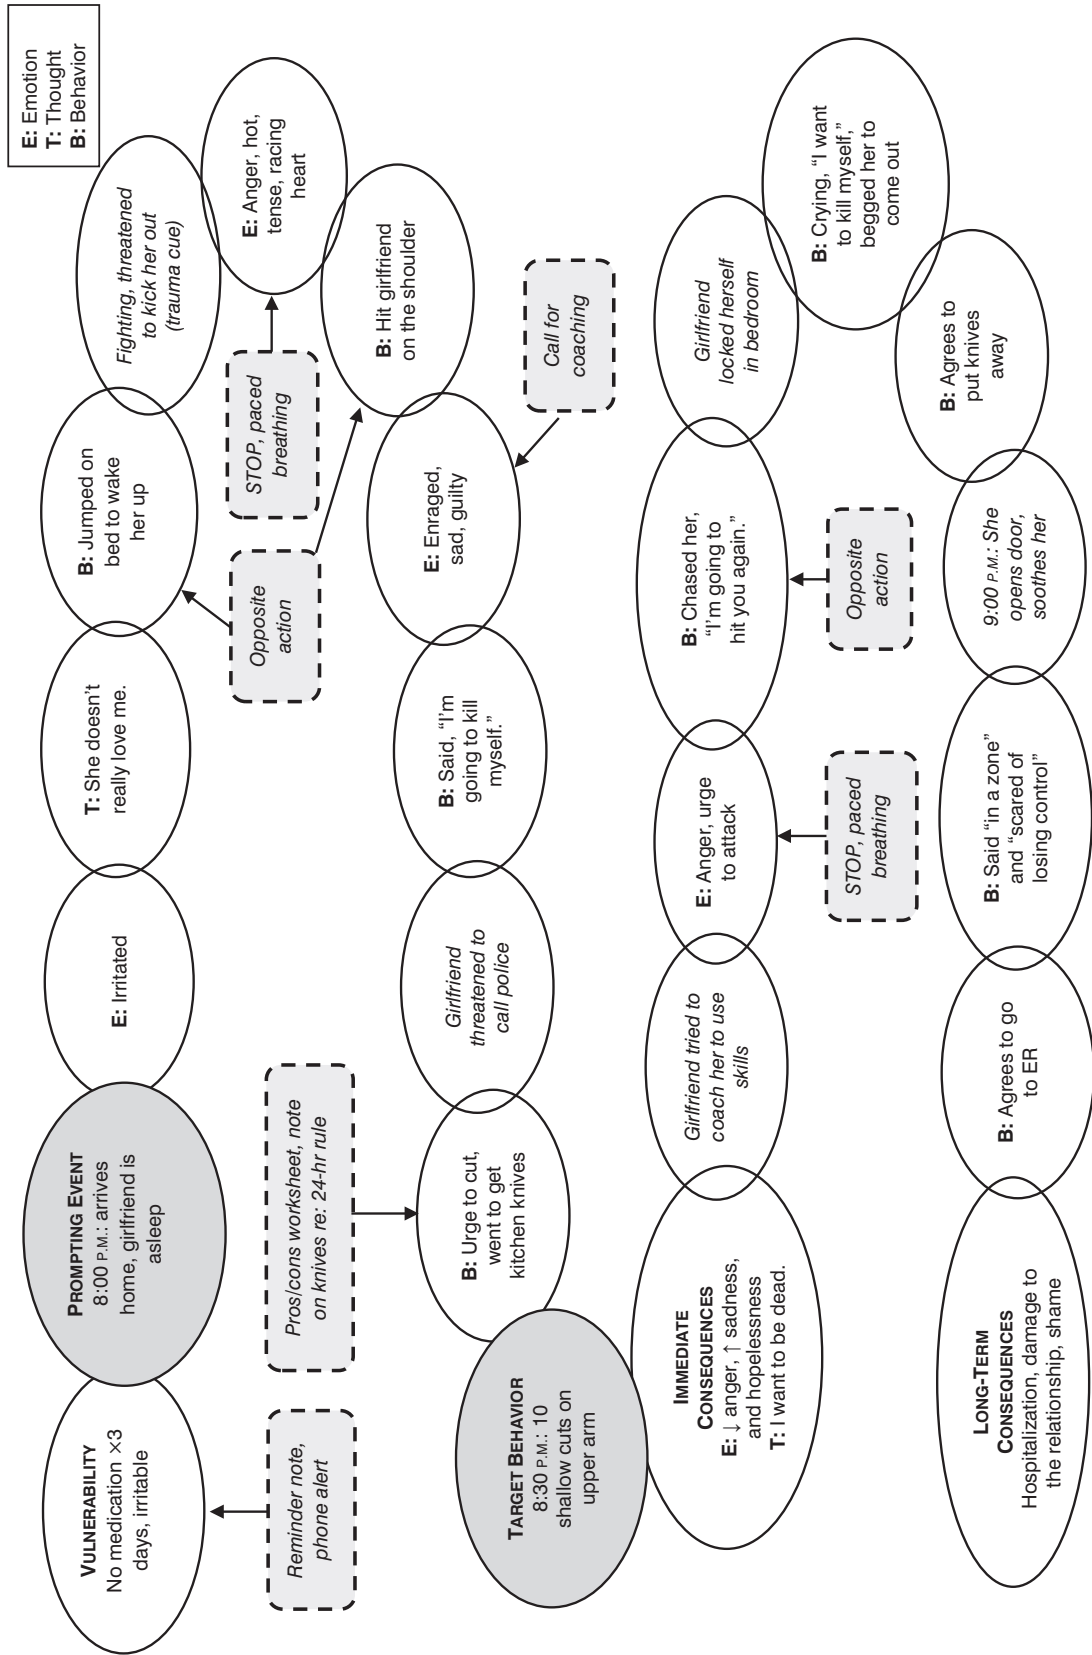 E: Emotion
T: Thought
B: Behavior
VULNERABILITY
No medication ×3
days, irritable
PROMPTING EVENT
8:00 P.M.: arrives
home, girlfriend is
asleep
E: Irritated
T: She doesn't
really love me.
B: Jumped on
bed to wake
her up
Fighting, threatened
to kick her out
(trauma cue)
E: Anger, hot,
tense, racing
heart
Reminder note,
phone alert
Pros/cons worksheet, note
on knives re: 24-hr rule
Opposite
action
STOP, paced
breathing
B: Hit girlfriend
on the shoulder
E: Enraged,
sad, guilty
Call for
coaching
B: Said, “I'm
going to kill
myself.”
Girlfriend
threatened to
call police
B: Urge to cut,
went to get
kitchen knives
TARGET BEHAVIOR
8:30 P.M.: 10
shallow cuts on
upper arm
IMMEDIATE
CONSEQUENCES
E: ↓ anger, ↑ sadness,
and hopelessness
T: I want to be dead.
Girlfriend tried to
coach her to use
skills
E: Anger, urge
to attack
B: Chased her,
“I'm going to
hit you again.”
Girlfriend
locked herself
in bedroom
B: Crying, “I want
to kill myself,”
begged her to
come out
STOP, paced
breathing
Opposite
action
B: Agrees to
put knives
away
9:00 P.M.: She
opens door,
soothes her
B: Said “in a zone”
and “scared of
losing control”
B: Agrees to go
to ER
LONG-TERM
CONSEQUENCES
Hospitalization, damage to
the relationship, shame